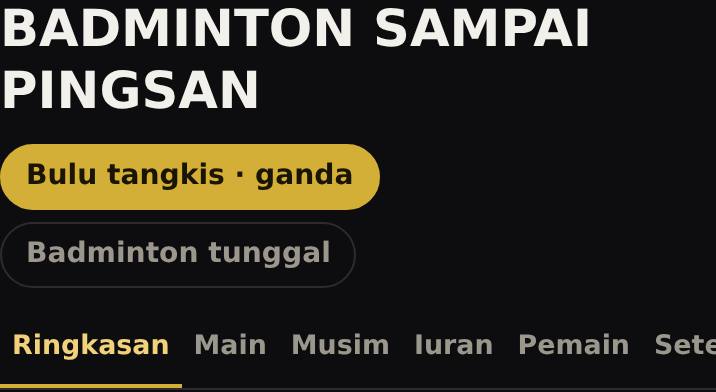 BADMINTON SAMPAI
PINGSAN
Bulu tangkis · ganda
Badminton tunggal
Ringkasan Main Musim Iuran Pemain